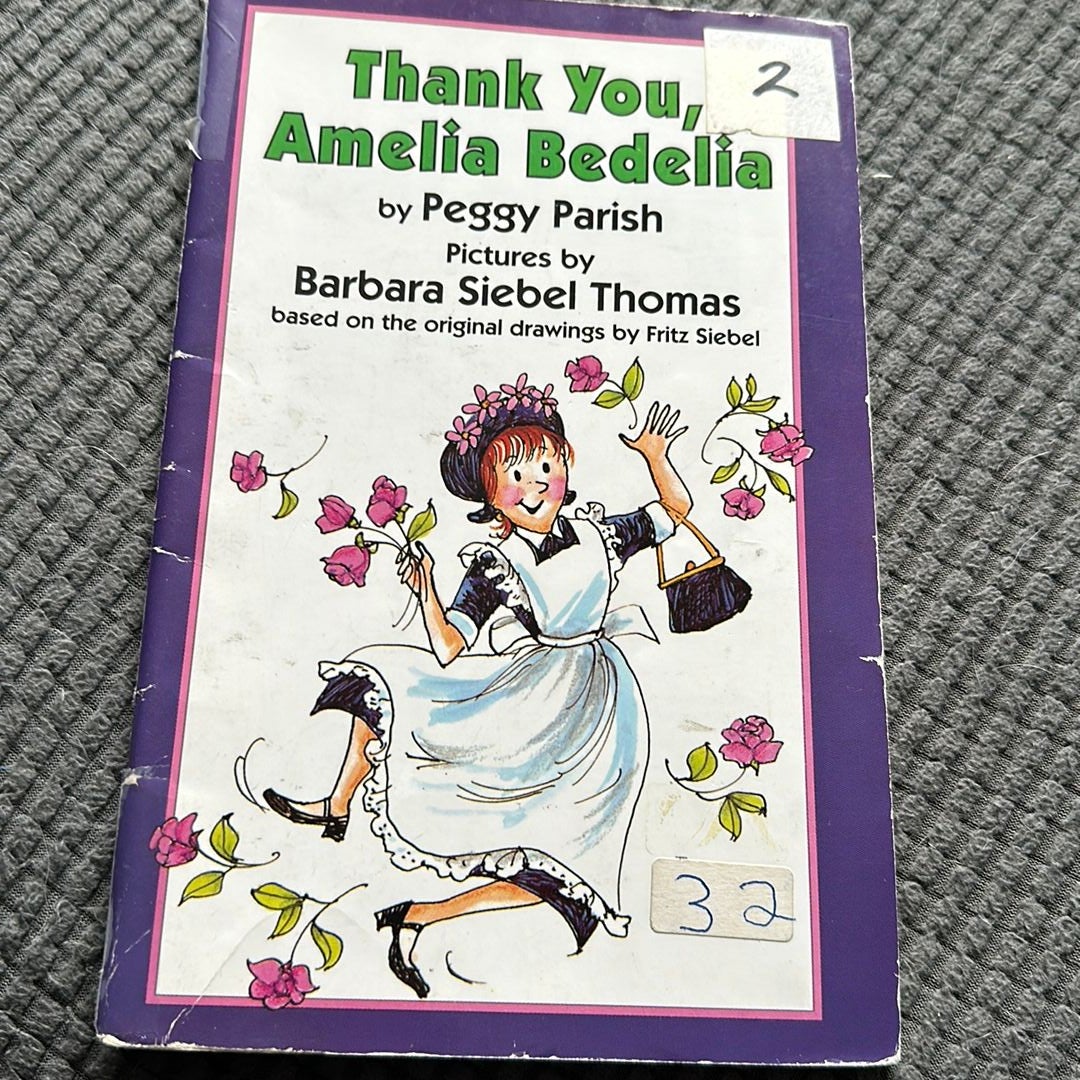 2
Thank You,
Amelia Bedelia
by Peggy Parish
Pictures by
Barbara Siebel Thomas
based on the original drawings by Fritz Siebel
32